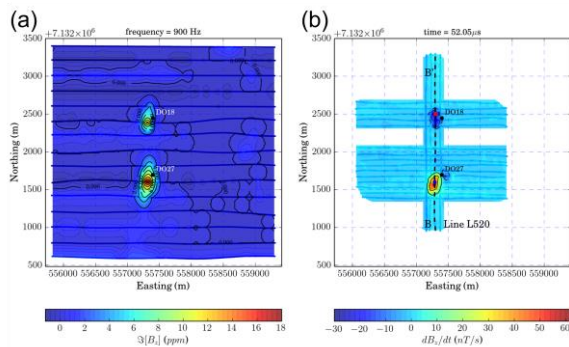 (a)
frequency = 900 Hz
+7.132×10⁶
3500
3000
2500
2000
1500
1000
500
DO18
DO27
556000 556500 557000 557500 558000 558500 559000
Easting (m)
Northing (m)
0 2 4 6 8 10 12 14 16 18
ℑ[Bz] (ppm)
(b)
time = 52.05μs
+7.132×10⁶
3500
3000
2500
2000
1500
1000
500
B'
DO18
DO27
B
Line L520
556000 556500 557000 557500 558000 558500 559000
Easting (m)
Northing (m)
−30 −20 −10 0 10 20 30 40 50 60
dBz/dt (nT/s)